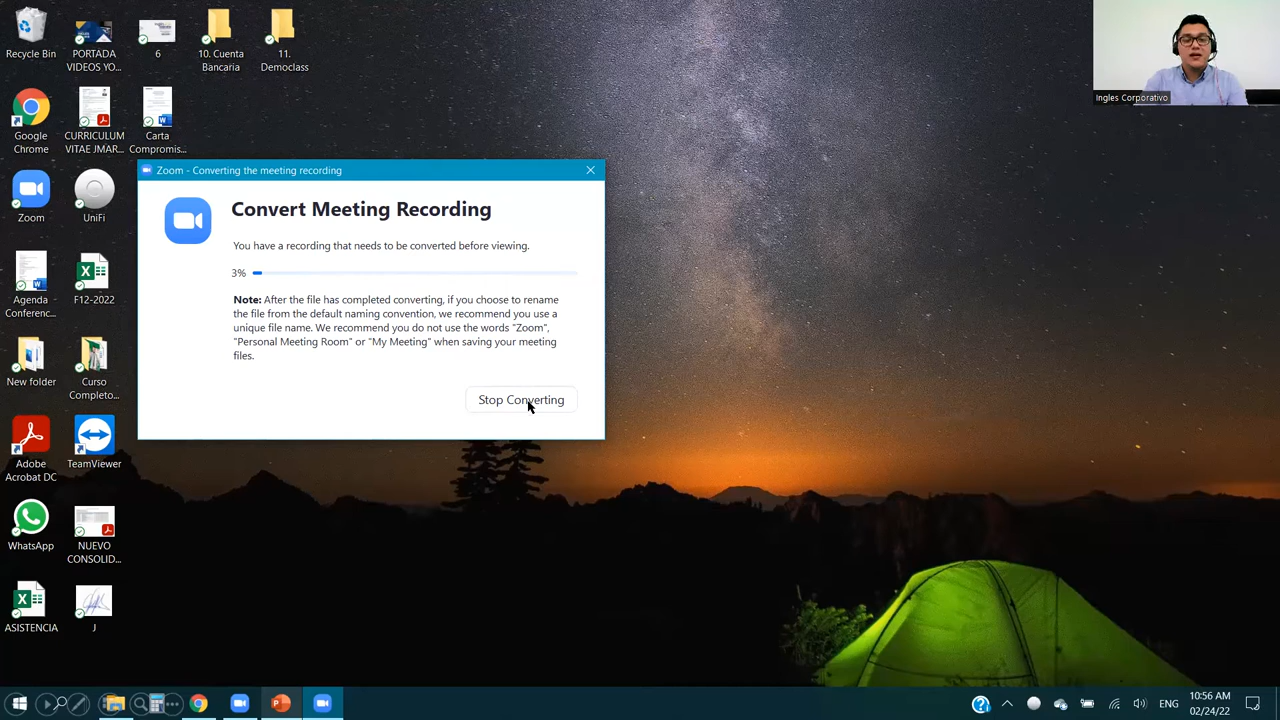 Recycle Bin
PORTADA
VIDEOS YO...
6
10. Cuenta
Bancaria
11.
Democlass
Ingles Corporativo
Google
Chrome
CURRICULUM
VITAE JMAR...
Carta
Compromis...
Zoom - Converting the meeting recording
Convert Meeting Recording
You have a recording that needs to be converted before viewing.
3%
Note: After the file has completed converting, if you choose to rename
the file from the default naming convention, we recommend you use a
unique file name. We recommend you do not use the words "Zoom",
"Personal Meeting Room" or "My Meeting" when saving your meeting
files.
Stop Converting
Zoom
UniFi
Agenda
Conferenc...
F12-2022
New folder
Curso
Completo...
Adobe
Acrobat DC
TeamViewer
WhatsApp
NUEVO
CONSOLID...
ASISTENCIA
J
ENG
10:56 AM
02/24/22